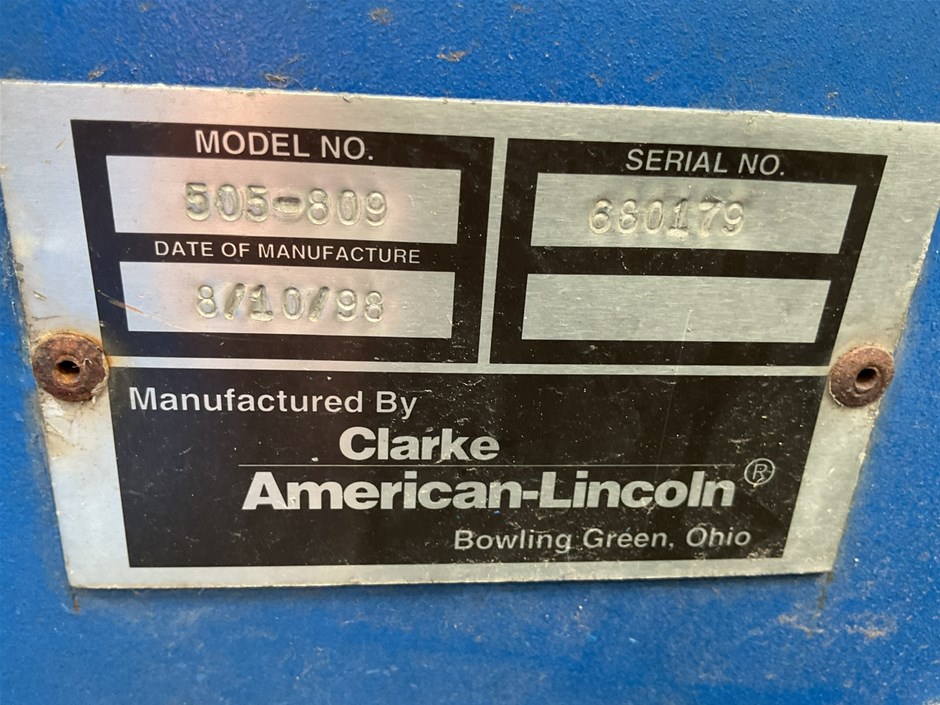 MODEL NO.
505-809
DATE OF MANUFACTURE
8/10/98
SERIAL NO.
680179
Manufactured By
Clarke
American-Lincoln®
Bowling Green, Ohio